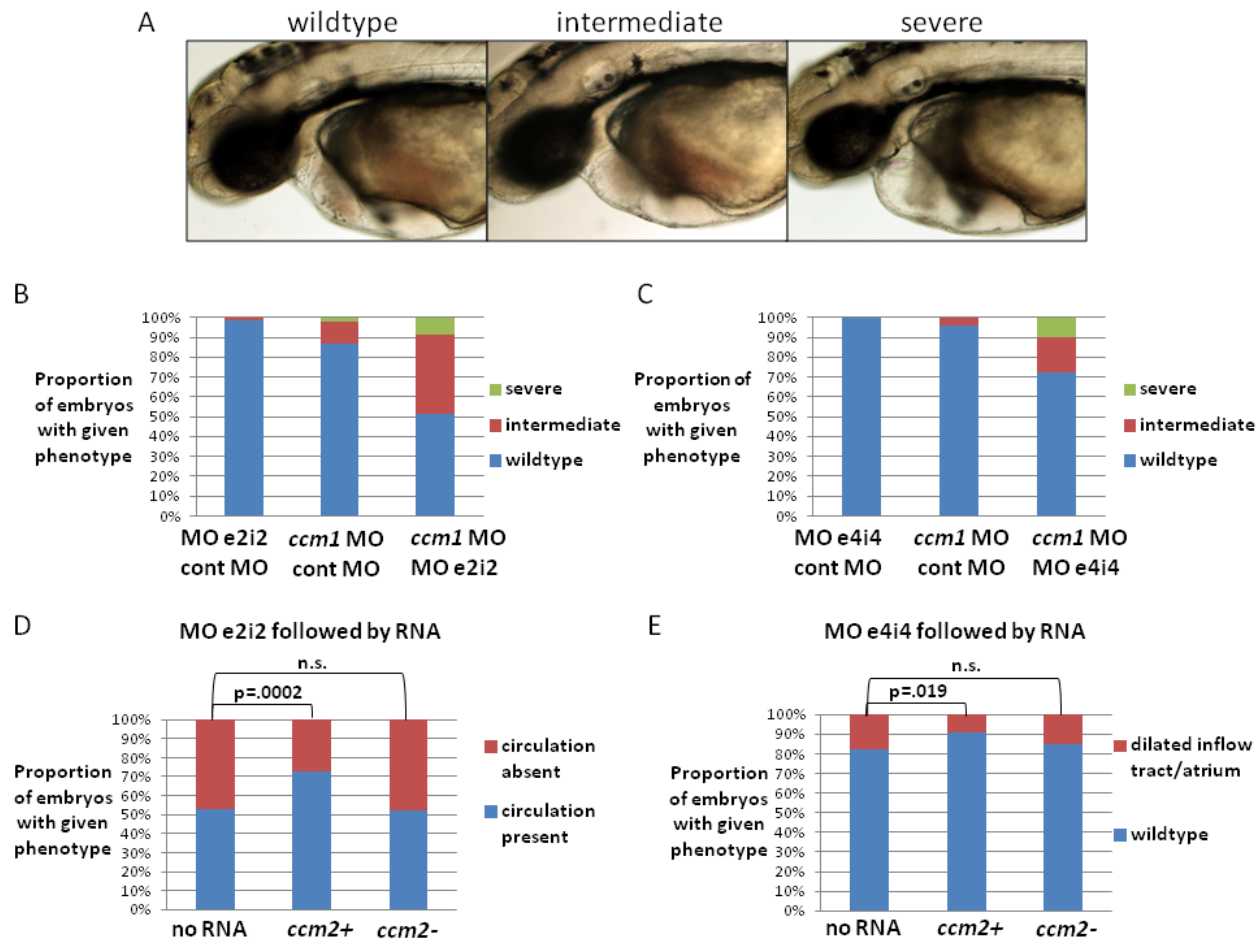 A
wildtype
intermediate
severe
B
Proportion
of embryos
with given
phenotype
100%
90%
80%
70%
60%
50%
40%
30%
20%
10%
0%
MO e2i2
cont MO
ccm1 MO
cont MO
ccm1 MO
MO e2i2
severe
intermediate
wildtype
C
Proportion of
embryos
with given
phenotype
100%
90%
80%
70%
60%
50%
40%
30%
20%
10%
0%
MO e4i4
cont MO
ccm1 MO
cont MO
ccm1 MO
MO e4i4
severe
intermediate
wildtype
D
MO e2i2 followed by RNA
n.s.
p=.0002
Proportion
of embryos
with given
phenotype
100%
90%
80%
70%
60%
50%
40%
30%
20%
10%
0%
no RNA
ccm2+
ccm2-
circulation
absent
circulation
present
E
MO e4i4 followed by RNA
n.s.
p=.019
Proportion
of embryos
with given
phenotype
100%
90%
80%
70%
60%
50%
40%
30%
20%
10%
0%
no RNA
ccm2+
ccm2-
dilated inflow
tract/atrium
wildtype